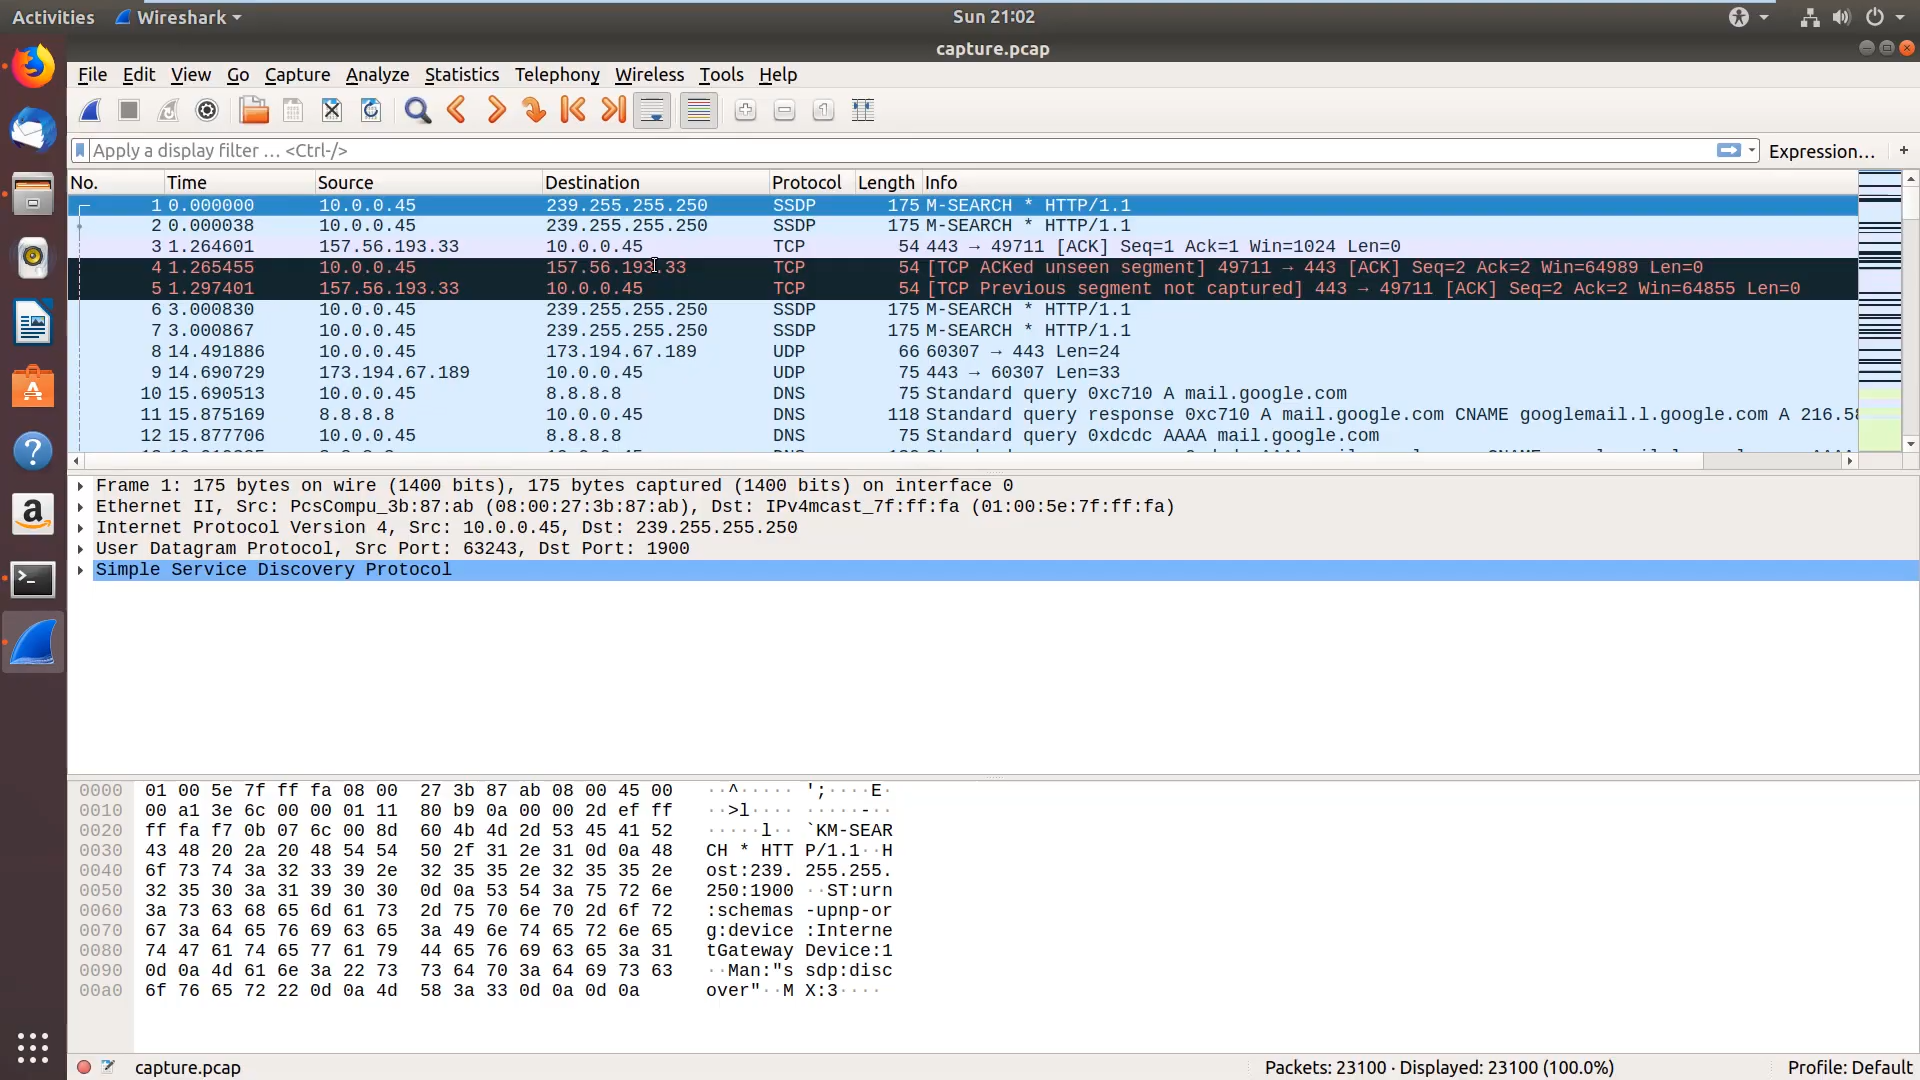 Activities Wireshark Sun 21:02
capture.pcap
File Edit View Go Capture Analyze Statistics Telephony Wireless Tools Help
Apply a display filter … <Ctrl-/> Expression… +
No. Time Source Destination Protocol Length Info
1 0.000000 10.0.0.45 239.255.255.250 SSDP 175 M-SEARCH * HTTP/1.1
2 0.000038 10.0.0.45 239.255.255.250 SSDP 175 M-SEARCH * HTTP/1.1
3 1.264601 157.56.193.33 10.0.0.45 TCP 54 443 → 49711 [ACK] Seq=1 Ack=1 Win=1024 Len=0
4 1.265455 10.0.0.45 157.56.193.33 TCP 54 [TCP ACKed unseen segment] 49711 → 443 [ACK] Seq=2 Ack=2 Win=64989 Len=0
5 1.297401 157.56.193.33 10.0.0.45 TCP 54 [TCP Previous segment not captured] 443 → 49711 [ACK] Seq=2 Ack=2 Win=64855 Len=0
6 3.000830 10.0.0.45 239.255.255.250 SSDP 175 M-SEARCH * HTTP/1.1
7 3.000867 10.0.0.45 239.255.255.250 SSDP 175 M-SEARCH * HTTP/1.1
8 14.491886 10.0.0.45 173.194.67.189 UDP 66 60307 → 443 Len=24
9 14.690729 173.194.67.189 10.0.0.45 UDP 75 443 → 60307 Len=33
10 15.690513 10.0.0.45 8.8.8.8 DNS 75 Standard query 0xc710 A mail.google.com
11 15.875169 8.8.8.8 10.0.0.45 DNS 118 Standard query response 0xc710 A mail.google.com CNAME googlemail.l.google.com A 216.58
12 15.877706 10.0.0.45 8.8.8.8 DNS 75 Standard query 0xdcdc AAAA mail.google.com
Frame 1: 175 bytes on wire (1400 bits), 175 bytes captured (1400 bits) on interface 0
Ethernet II, Src: PcsCompu_3b:87:ab (08:00:27:3b:87:ab), Dst: IPv4mcast_7f:ff:fa (01:00:5e:7f:ff:fa)
Internet Protocol Version 4, Src: 10.0.0.45, Dst: 239.255.255.250
User Datagram Protocol, Src Port: 63243, Dst Port: 1900
Simple Service Discovery Protocol
0000 01 00 5e 7f ff fa 08 00 27 3b 87 ab 08 00 45 00 ··^····· ';····E·
0010 00 a1 3e 6c 00 00 01 11 80 b9 0a 00 00 2d ef ff ··>l···· ·····-··
0020 ff fa f7 0b 07 6c 00 8d 60 4b 4d 2d 53 45 41 52 ·····l·· `KM-SEAR
0030 43 48 20 2a 20 48 54 54 50 2f 31 2e 31 0d 0a 48 CH * HTT P/1.1··H
0040 6f 73 74 3a 32 33 39 2e 32 35 35 2e 32 35 35 2e ost:239. 255.255.
0050 32 35 30 3a 31 39 30 30 0d 0a 53 54 3a 75 72 6e 250:1900 ··ST:urn
0060 3a 73 63 68 65 6d 61 73 2d 75 70 6e 70 2d 6f 72 :schemas -upnp-or
0070 67 3a 64 65 76 69 63 65 3a 49 6e 74 65 72 6e 65 g:device :Interne
0080 74 47 61 74 65 77 61 79 44 65 76 69 63 65 3a 31 tGateway Device:1
0090 0d 0a 4d 61 6e 3a 22 73 73 64 70 3a 64 69 73 63 ··Man:"s sdp:disc
00a0 6f 76 65 72 22 0d 0a 4d 58 3a 33 0d 0a 0d 0a over"··M X:3····
capture.pcap Packets: 23100 · Displayed: 23100 (100.0%) Profile: Default